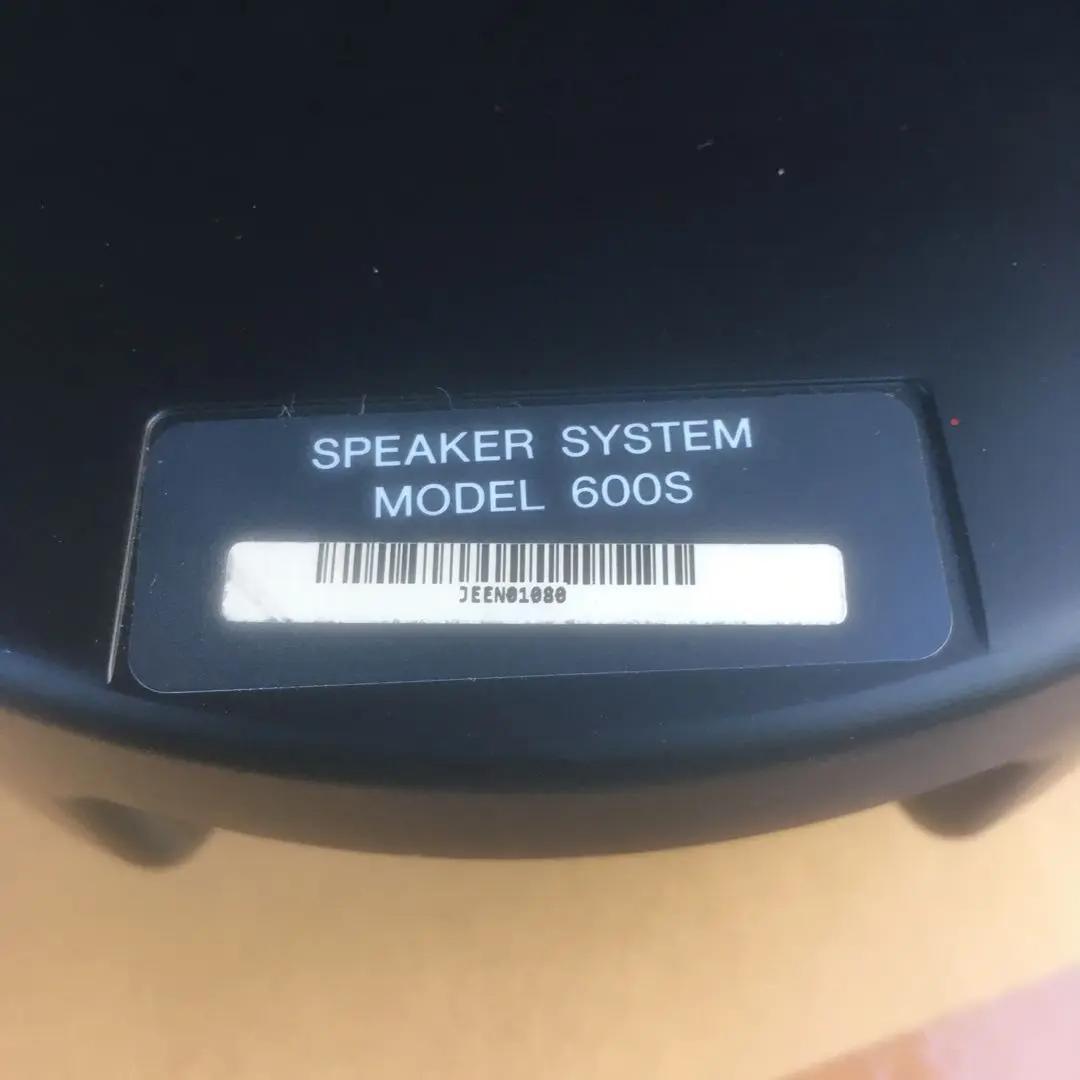 SPEAKER SYSTEM
MODEL 600S
JEEN01080